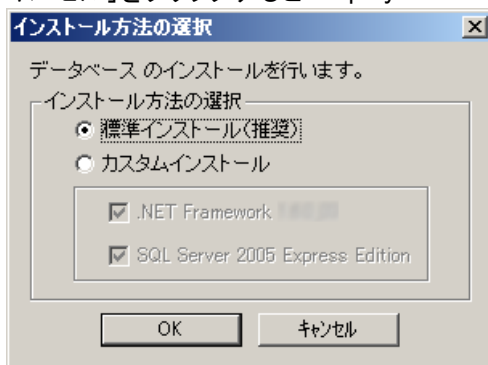 インストール方法の選択
データベース のインストールを行います。
インストール方法の選択
標準インストール(推奨)
カスタムインストール
.NET Framework
SQL Server 2005 Express Edition
OK
キャンセル